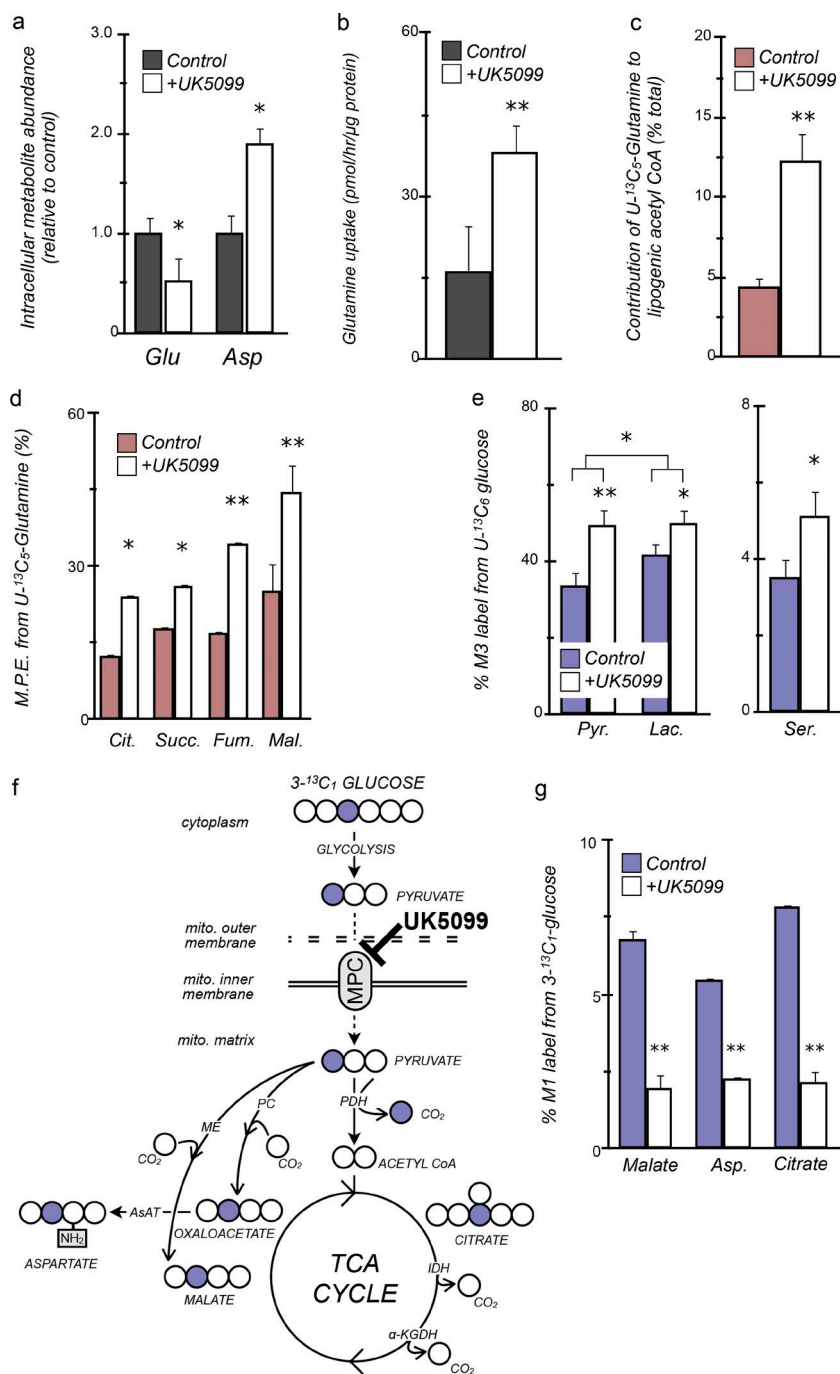 a
Intracellular metabolite abundance
(relative to control)
3.0
2.0
1.0
0
Control
+UK5099
*
*
Glu Asp
b
Glutamine uptake (pmol/hr/µg protein)
60
30
0
Control
+UK5099
**
c
Contribution of U-¹³C₅-Glutamine to
lipogenic acetyl CoA (% total)
20
15
10
5
0
Control
+UK5099
**
d
M.P.E. from U-¹³C₅-Glutamine (%)
60
30
0
Control
+UK5099
* * ** **
Cit. Succ. Fum. Mal.
e
% M3 label from U-¹³C₆ glucose
80
40
0
*
** *
Control
+UK5099
Pyr. Lac.
8
4
0
*
Ser.
f
3-¹³C₁ GLUCOSE
cytoplasm
GLYCOLYSIS
PYRUVATE
UK5099
mito. outer
membrane
MPC
mito. inner
membrane
mito. matrix
PYRUVATE
PDH
CO₂
PC
ME
CO₂
CO₂
ACETYL CoA
AsAT
OXALOACETATE
NH₂
ASPARTATE
MALATE
CITRATE
TCA
CYCLE
IDH
CO₂
α-KGDH
CO₂
g
% M1 label from 3-¹³C₁-glucose
10
5
0
Control
+UK5099
** ** **
Malate Asp. Citrate